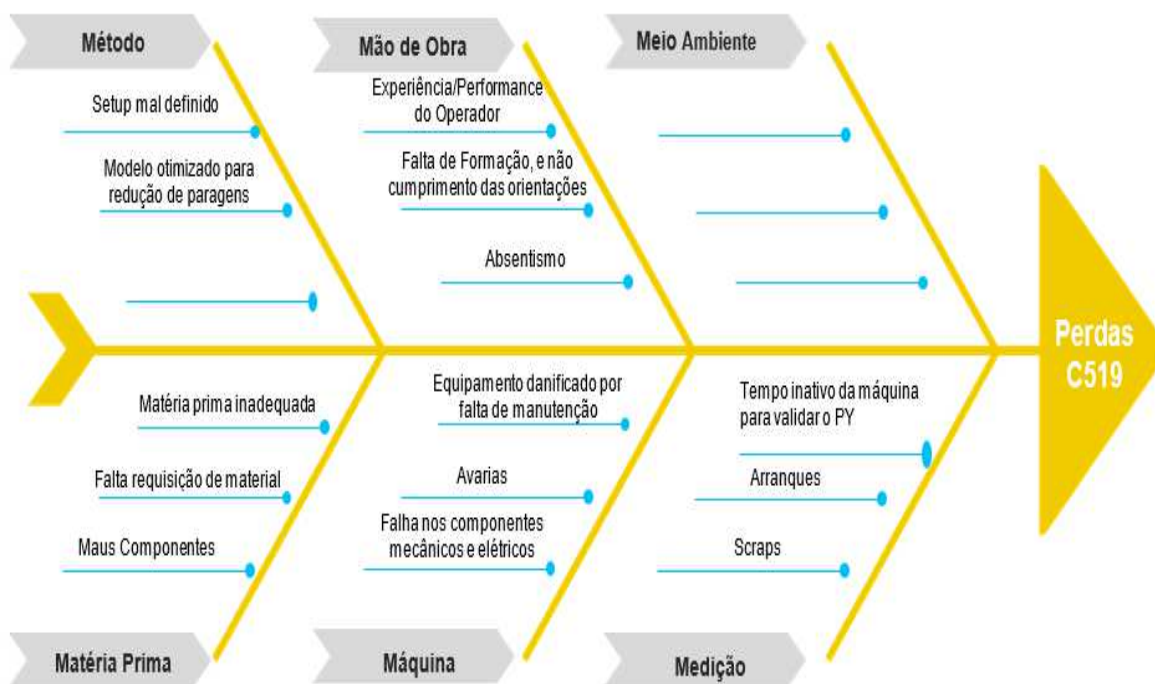 Método
Mão de Obra
Meio Ambiente
Setup mal definido
Modelo otimizado para
redução de paragens
Experiência/Performance
do Operador
Falta de Formação, e não
cumprimento das orientações
Absentismo
Perdas
C519
Matéria prima inadequada
Falta requisição de material
Maus Componentes
Equipamento danificado por
falta de manutenção
Avarias
Falha nos componentes
mecânicos e elétricos
Tempo inativo da máquina
para validar o PY
Arranques
Scraps
Matéria Prima
Máquina
Medição